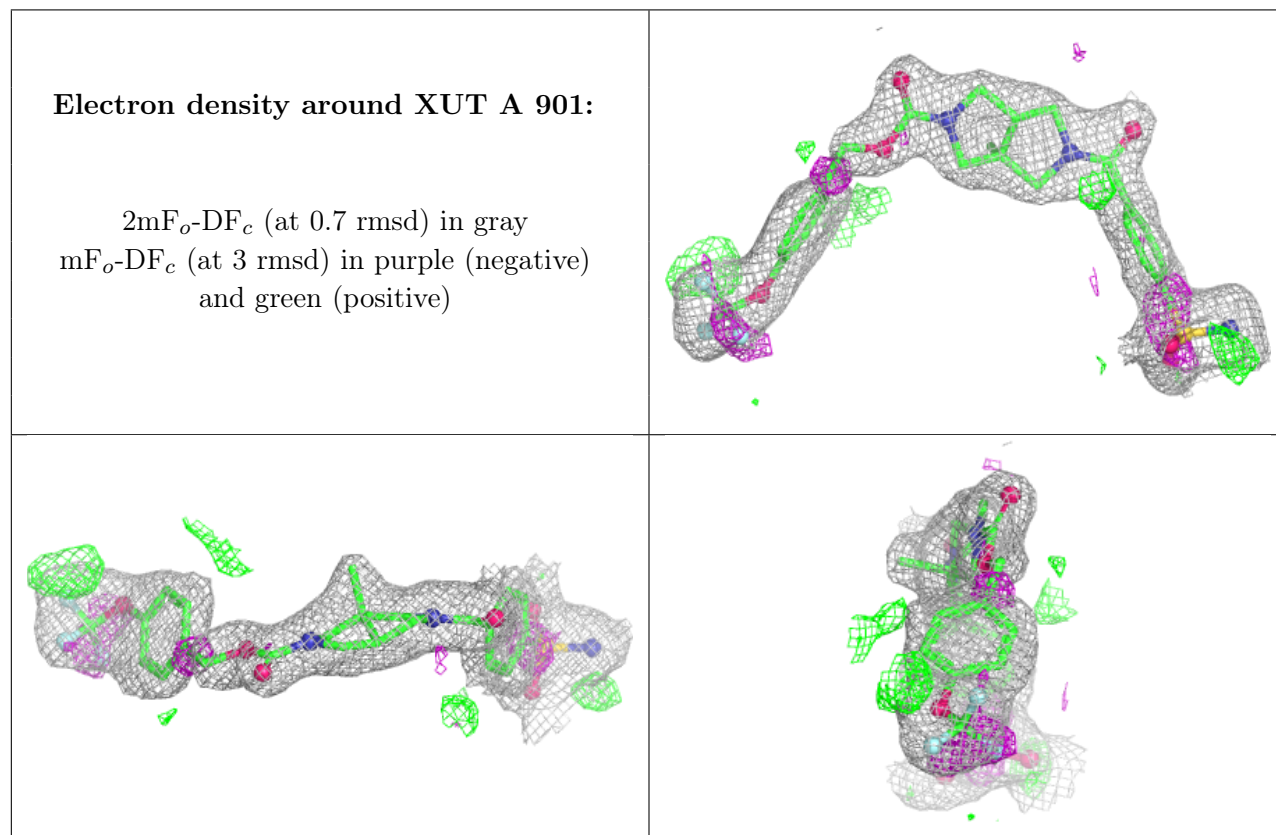 Electron density around XUT A 901:
2mFo-DFc (at 0.7 rmsd) in gray
mFo-DFc (at 3 rmsd) in purple (negative)
and green (positive)